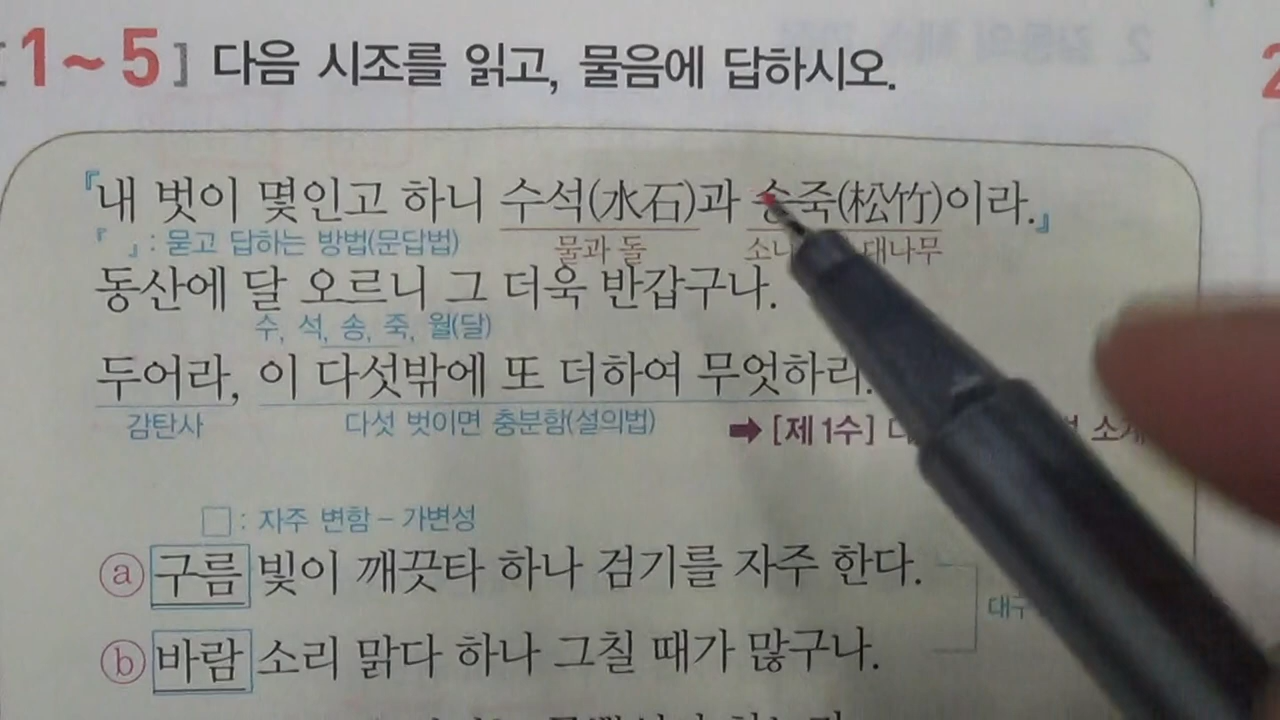 [1~5] 다음 시조를 읽고, 물음에 답하시오.
『내 벗이 몇인고 하니 수석(水石)과 송죽(松竹)이라.』
『 』: 묻고 답하는 방법(문답법) 물과 돌 대나무
동산에 달 오르니 그 더욱 반갑구나.
수, 석, 송, 죽, 월(달)
두어라, 이 다섯밖에 또 더하여 무엇하리.
감탄사 다섯 벗이면 충분함(설의법)
➡ [제1수]
□: 자주 변함 – 가변성
ⓐ 구름 빛이 깨끗타 하나 검기를 자주 한다.
ⓑ 바람 소리 맑다 하나 그칠 때가 많구나.